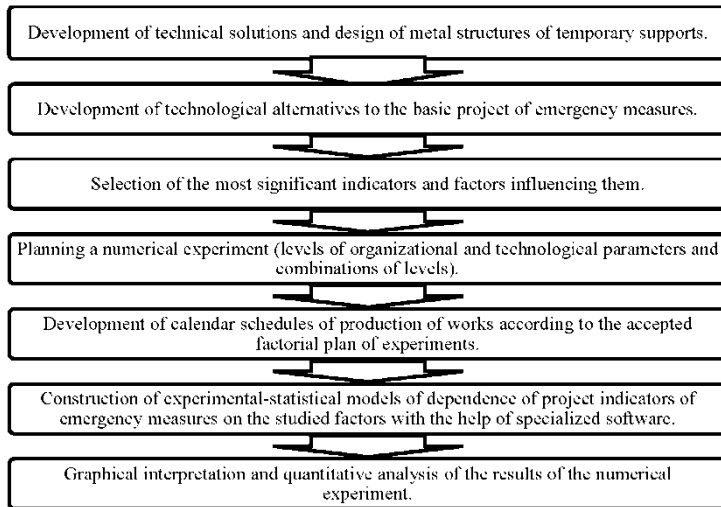 Development of technical solutions and design of metal structures of temporary supports.
Development of technological alternatives to the basic project of emergency measures.
Selection of the most significant indicators and factors influencing them.
Planning a numerical experiment (levels of organizational and technological parameters and
combinations of levels).
Development of calendar schedules of production of works according to the accepted
factorial plan of experiments.
Construction of experimental-statistical models of dependence of project indicators of
emergency measures on the studied factors with the help of specialized software.
Graphical interpretation and quantitative analysis of the results of the numerical
experiment.